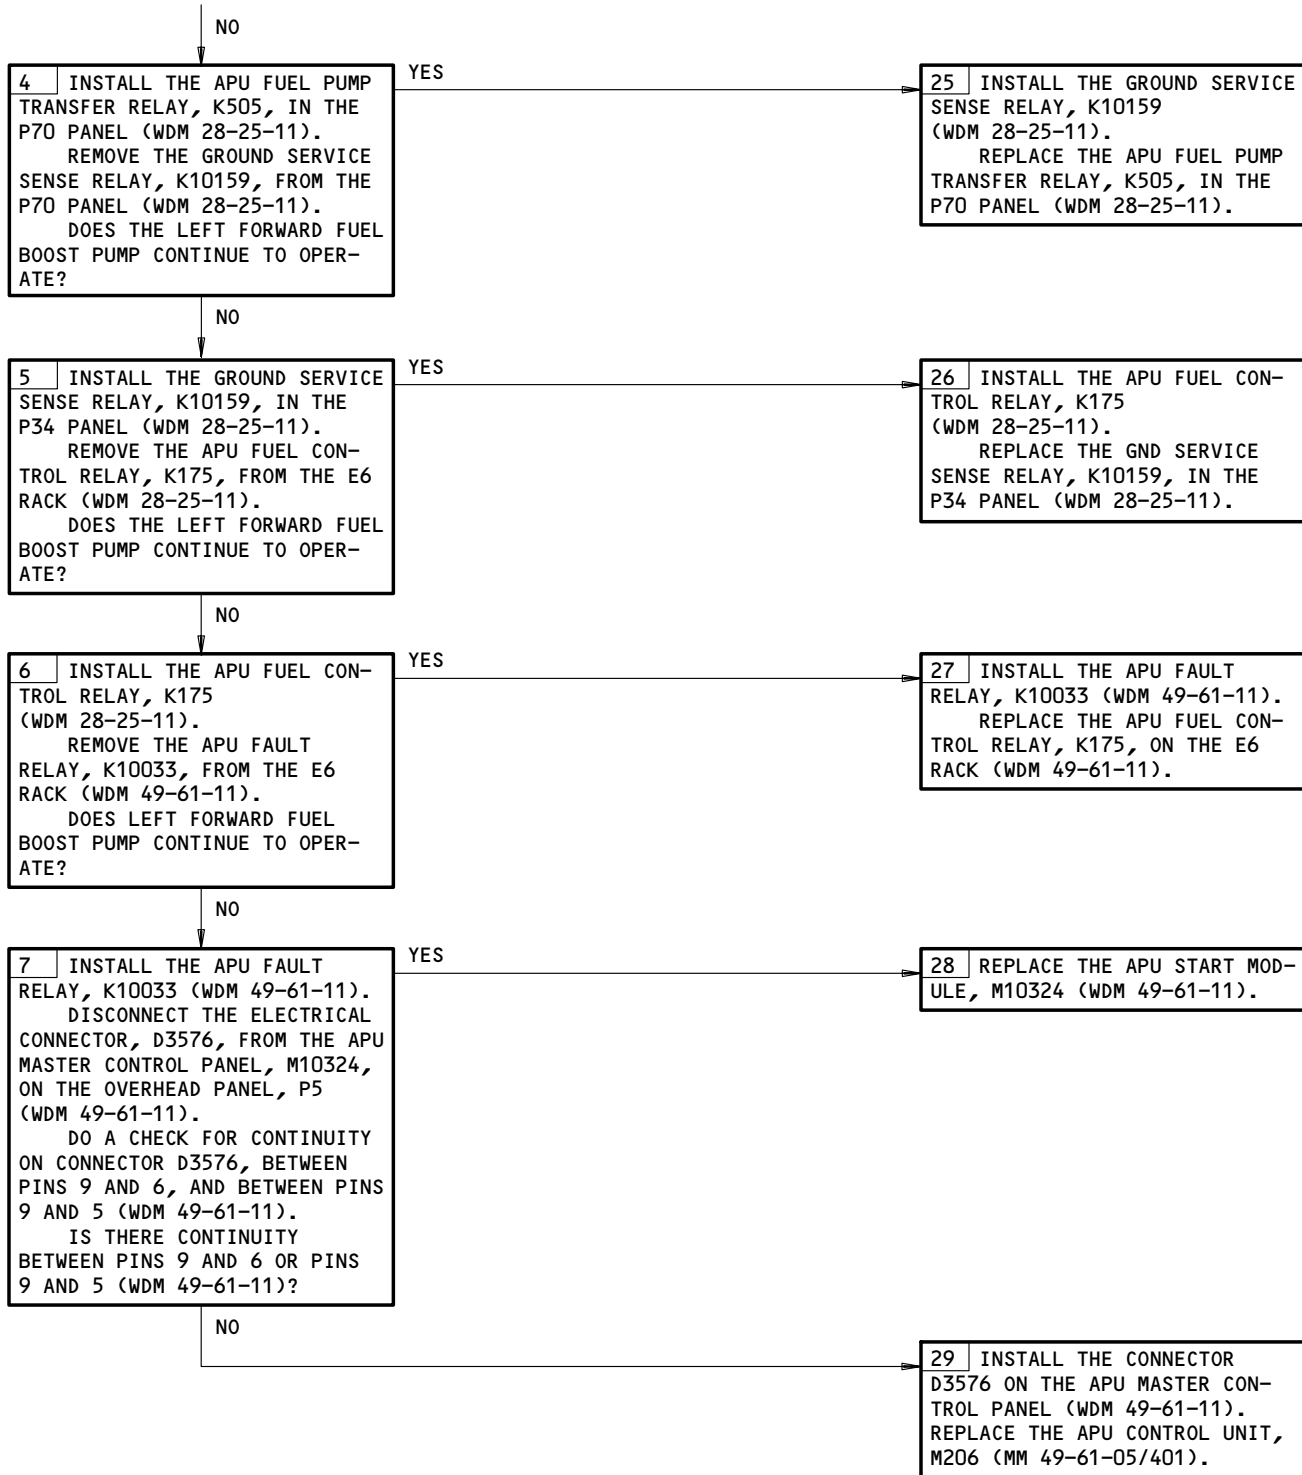 NO
4 INSTALL THE APU FUEL PUMP
TRANSFER RELAY, K505, IN THE
P70 PANEL (WDM 28-25-11).
REMOVE THE GROUND SERVICE
SENSE RELAY, K10159, FROM THE
P70 PANEL (WDM 28-25-11).
DOES THE LEFT FORWARD FUEL
BOOST PUMP CONTINUE TO OPER-
ATE?
YES
25 INSTALL THE GROUND SERVICE
SENSE RELAY, K10159
(WDM 28-25-11).
REPLACE THE APU FUEL PUMP
TRANSFER RELAY, K505, IN THE
P70 PANEL (WDM 28-25-11).
NO
5 INSTALL THE GROUND SERVICE
SENSE RELAY, K10159, IN THE
P34 PANEL (WDM 28-25-11).
REMOVE THE APU FUEL CON-
TROL RELAY, K175, FROM THE E6
RACK (WDM 28-25-11).
DOES THE LEFT FORWARD FUEL
BOOST PUMP CONTINUE TO OPER-
ATE?
YES
26 INSTALL THE APU FUEL CON-
TROL RELAY, K175
(WDM 28-25-11).
REPLACE THE GND SERVICE
SENSE RELAY, K10159, IN THE
P34 PANEL (WDM 28-25-11).
NO
6 INSTALL THE APU FUEL CON-
TROL RELAY, K175
(WDM 28-25-11).
REMOVE THE APU FAULT
RELAY, K10033, FROM THE E6
RACK (WDM 49-61-11).
DOES LEFT FORWARD FUEL
BOOST PUMP CONTINUE TO OPER-
ATE?
YES
27 INSTALL THE APU FAULT
RELAY, K10033 (WDM 49-61-11).
REPLACE THE APU FUEL CON-
TROL RELAY, K175, ON THE E6
RACK (WDM 49-61-11).
NO
7 INSTALL THE APU FAULT
RELAY, K10033 (WDM 49-61-11).
DISCONNECT THE ELECTRICAL
CONNECTOR, D3576, FROM THE APU
MASTER CONTROL PANEL, M10324,
ON THE OVERHEAD PANEL, P5
(WDM 49-61-11).
DO A CHECK FOR CONTINUITY
ON CONNECTOR D3576, BETWEEN
PINS 9 AND 6, AND BETWEEN PINS
9 AND 5 (WDM 49-61-11).
IS THERE CONTINUITY
BETWEEN PINS 9 AND 6 OR PINS
9 AND 5 (WDM 49-61-11)?
YES
28 REPLACE THE APU START MOD-
ULE, M10324 (WDM 49-61-11).
NO
29 INSTALL THE CONNECTOR
D3576 ON THE APU MASTER CON-
TROL PANEL (WDM 49-61-11).
REPLACE THE APU CONTROL UNIT,
M206 (MM 49-61-05/401).